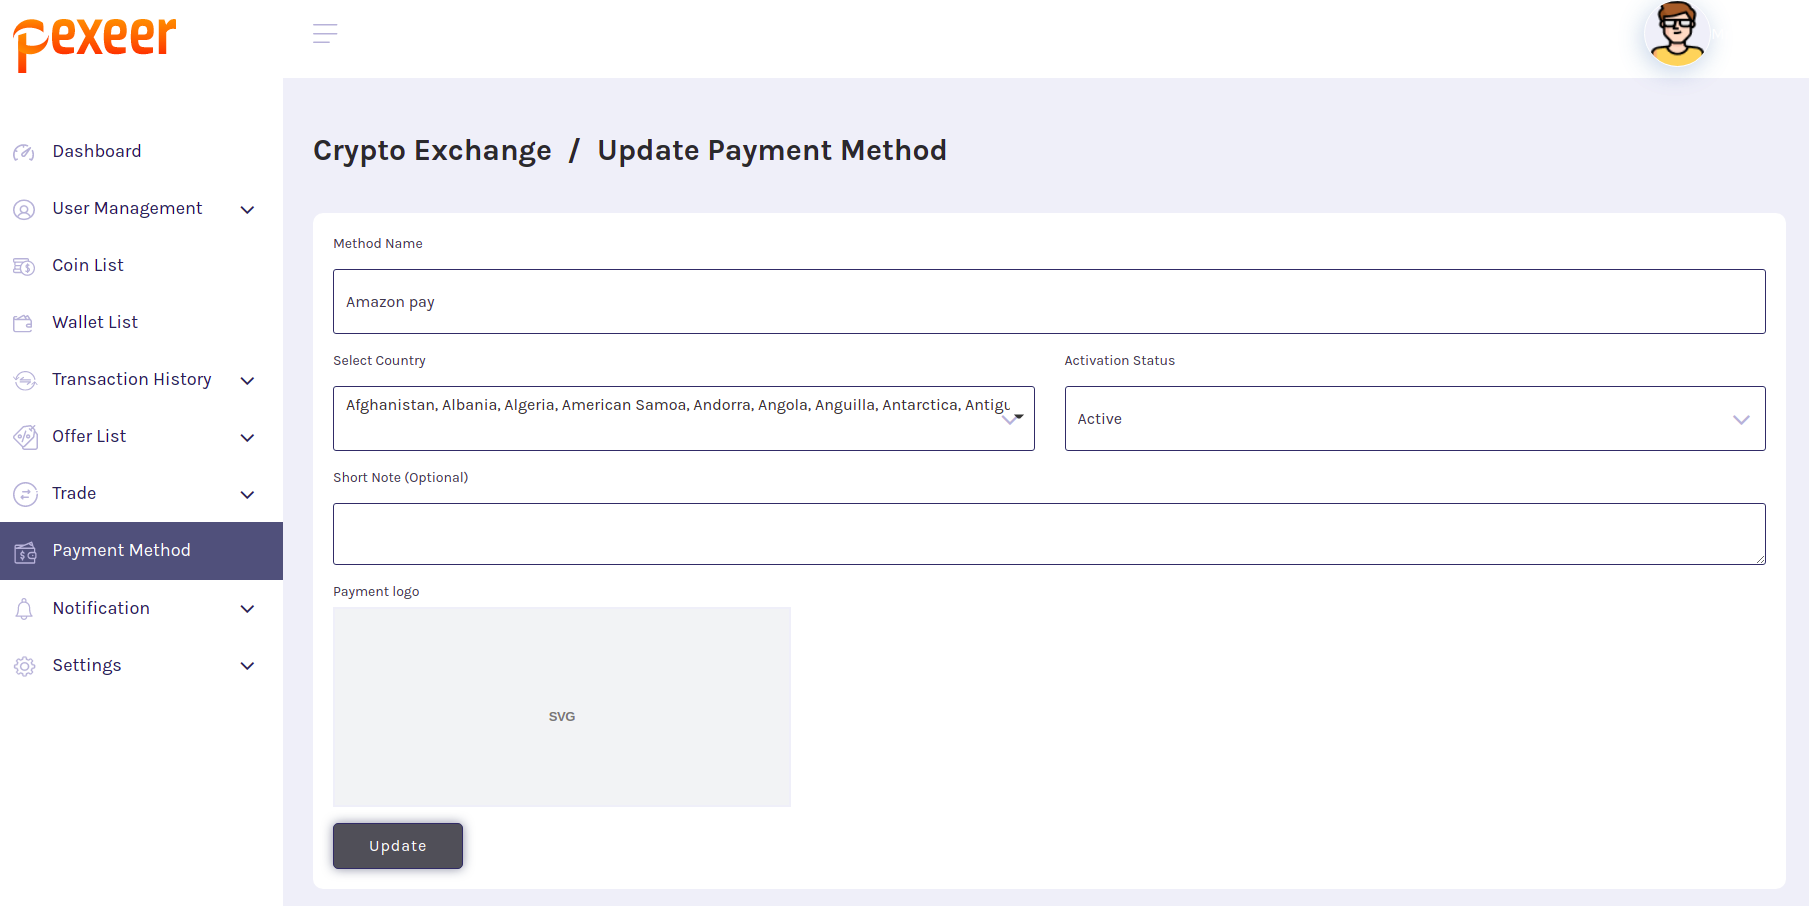 pexeer
Dashboard
User Management
Coin List
Wallet List
Transaction History
Offer List
Trade
Payment Method
Notification
Settings
Crypto Exchange / Update Payment Method
Method Name
Amazon pay
Select Country
Afghanistan, Albania, Algeria, American Samoa, Andorra, Angola, Anguilla, Antarctica, Antigu
Activation Status
Active
Short Note (Optional)
Payment logo
SVG
Update